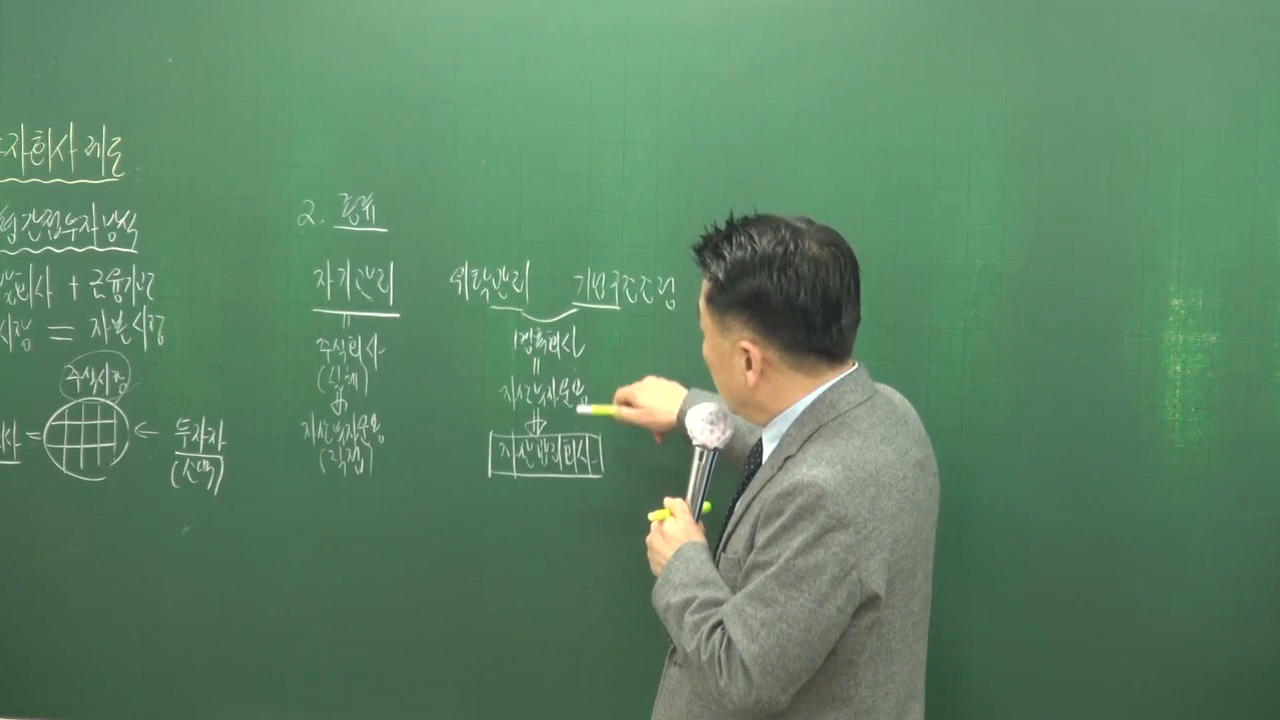 투자회사 제도
형 간접투자방식
회사 + 금융기관
시장 = 자본시장
주식시장
사 = ← 투자자
(소액)
2. 종류
자기관리
=
주식회사
(실체)
자산투자운용
(직접)
위탁관리 기업구조조정
명목회사
=
자산투자운용
자산관리회사